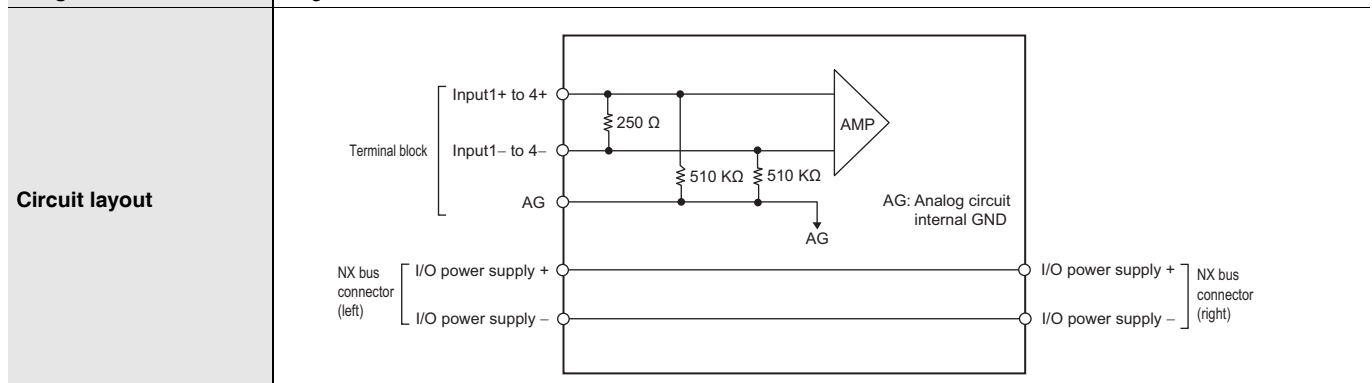 Circuit layout
Terminal block
Input1+ to 4+
Input1– to 4–
AG
250 Ω
510 KΩ
510 KΩ
AMP
AG
AG: Analog circuit
internal GND
NX bus
connector
(left)
I/O power supply +
I/O power supply –
I/O power supply +
I/O power supply –
NX bus
connector
(right)